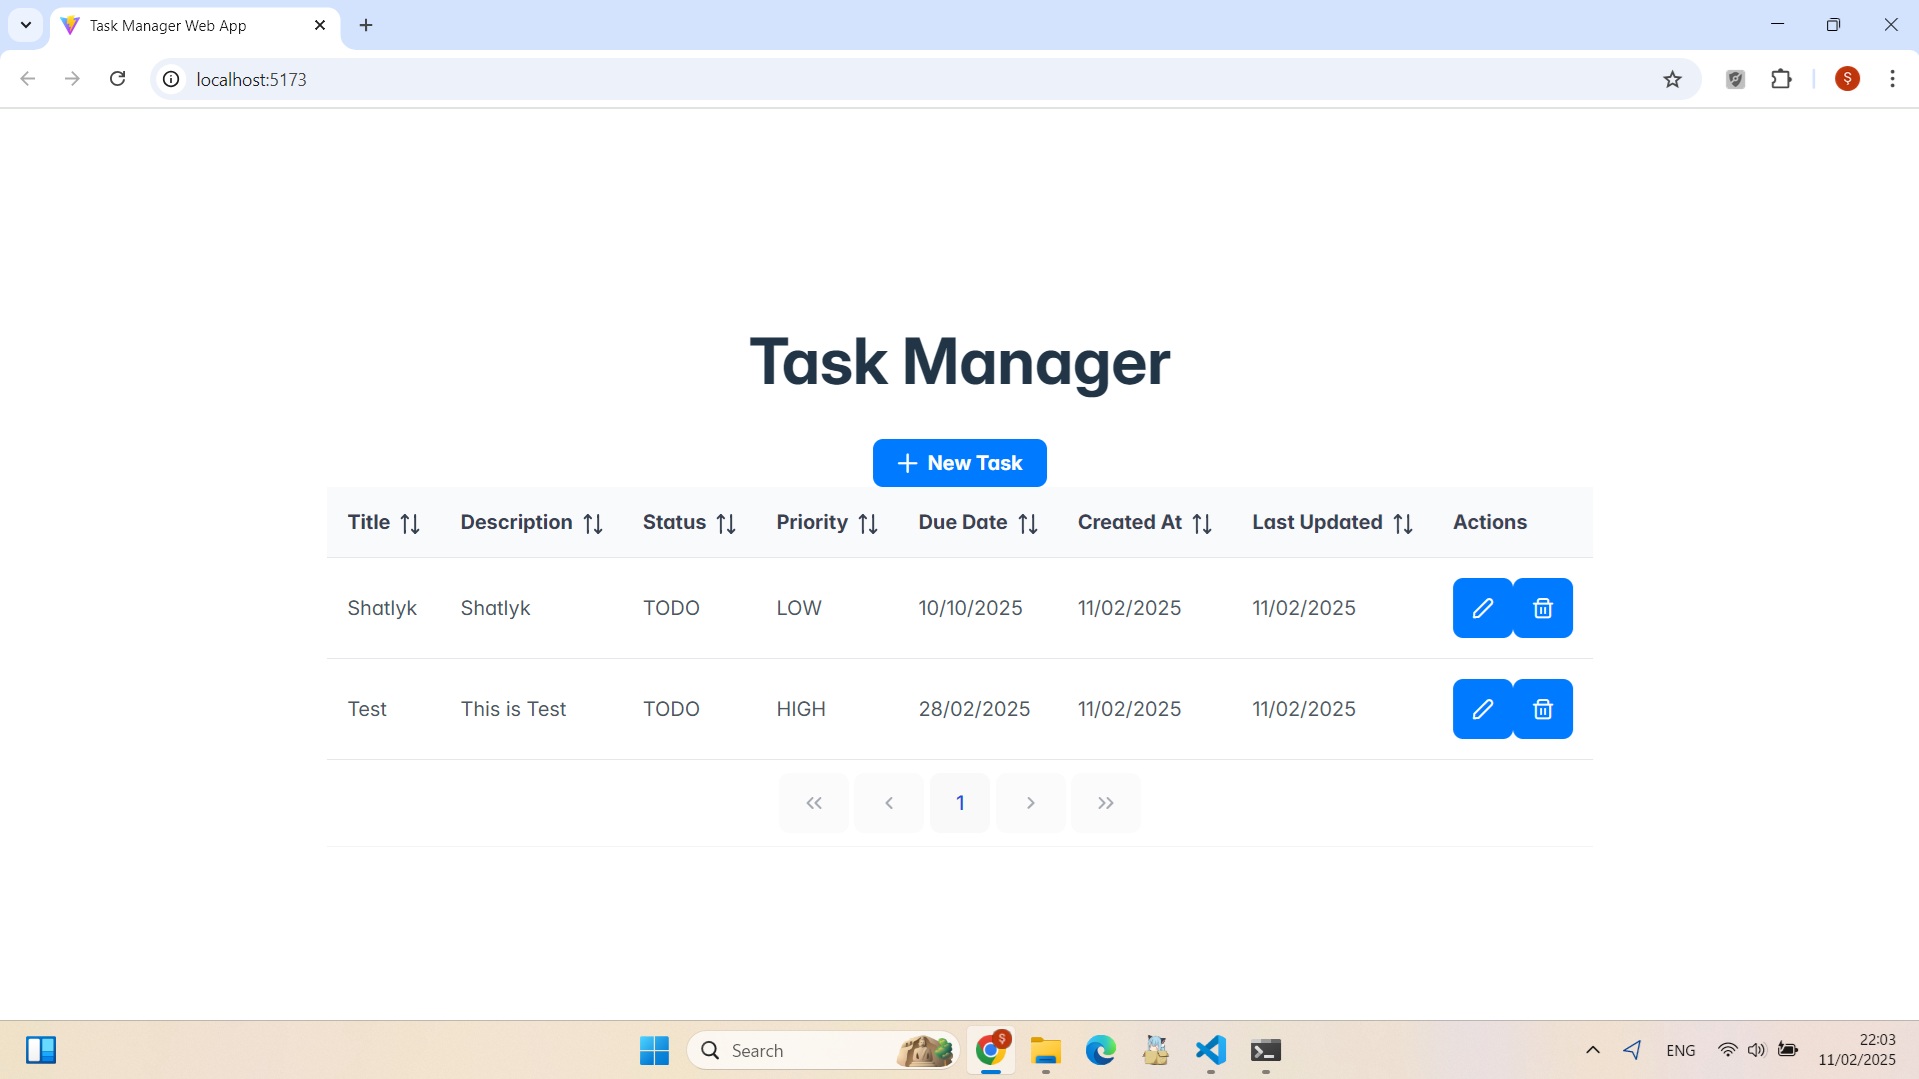 Task Manager Web App
localhost:5173
$
Task Manager
+ New Task
Title Description Status Priority Due Date Created At Last Updated Actions
Shatlyk Shatlyk TODO LOW 10/10/2025 11/02/2025 11/02/2025
Test This is Test TODO HIGH 28/02/2025 11/02/2025 11/02/2025
<< < 1 > >>
Search
$
ENG
22:03
11/02/2025